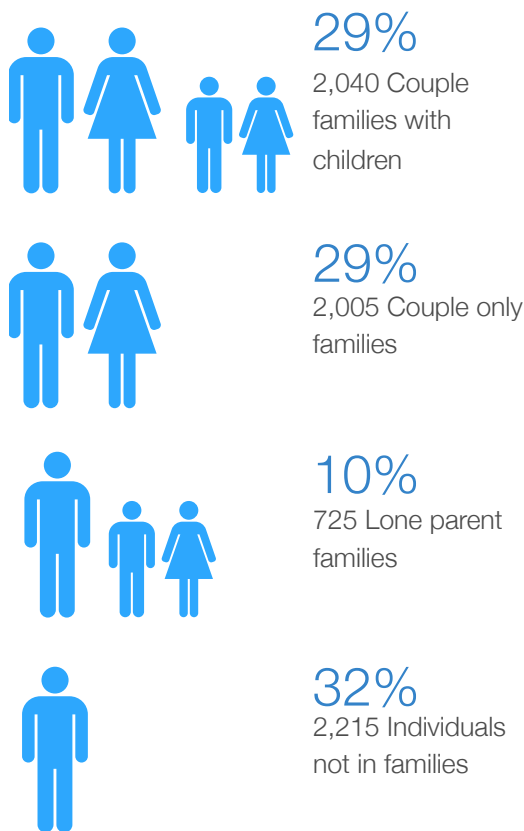 29%
2,040 Couple
families with
children
29%
2,005 Couple only
families
10%
725 Lone parent
families
32%
2,215 Individuals
not in families